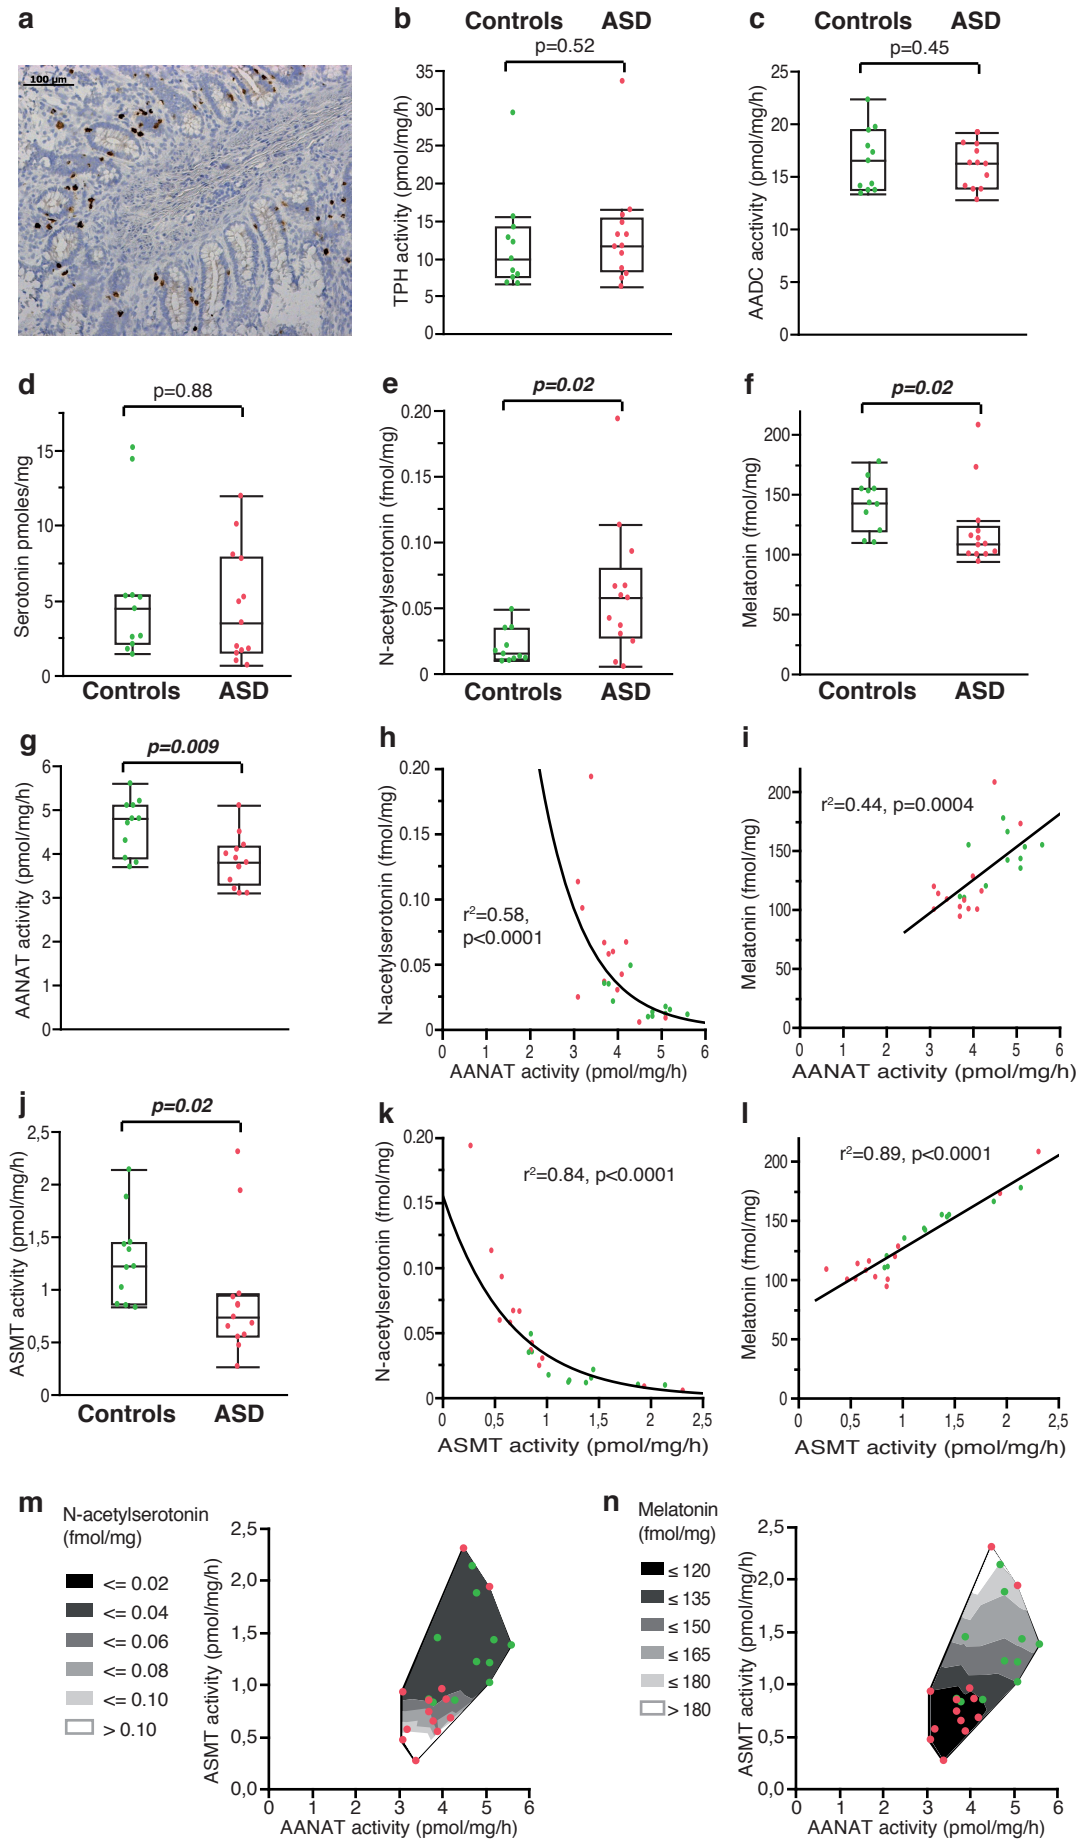 a
100 µm
b
Controls
ASD
p=0.52
TPH activity (pmol/mg/h)
35
30
25
20
15
10
5
0
c
Controls
ASD
p=0.45
AADC acctivity (pmol/mg/h)
25
20
15
10
5
0
d
p=0.88
Serotonin pmoles/mg
15
10
5
0
Controls
ASD
e
p=0.02
N-acetylserotonin (fmol/mg)
0.20
0.15
0.10
0.05
0
Controls
ASD
f
p=0.02
Melatonin (fmol/mg)
200
150
100
50
0
Controls
ASD
g
p=0.009
AANAT activity (pmol/mg/h)
6
5
4
3
2
1
0
h
N-acetylserotonin (fmol/mg)
0.20
0.15
0.10
0.05
0
r²=0.58,
p<0.0001
0 1 2 3 4 5 6
AANAT activity (pmol/mg/h)
i
Melatonin (fmol/mg)
200
150
100
50
0
r²=0.44, p=0.0004
0 1 2 3 4 5 6
AANAT activity (pmol/mg/h)
j
p=0.02
ASMT activity (pmol/mg/h)
2,5
2
1,5
1
0,5
0
Controls
ASD
k
N-acetylserotonin (fmol/mg)
0.20
0.15
0.10
0.05
0
r²=0.84, p<0.0001
0 0,5 1 1,5 2 2,5
ASMT activity (pmol/mg/h)
l
Melatonin (fmol/mg)
200
150
100
50
0
r²=0.89, p<0.0001
0 0,5 1 1,5 2 2,5
ASMT activity (pmol/mg/h)
m
N-acetylserotonin
(fmol/mg)
<= 0.02
<= 0.04
<= 0.06
<= 0.08
<= 0.10
> 0.10
ASMT activity (pmol/mg/h)
2,5
2,0
1,5
1,0
0,5
0,0
0 1 2 3 4 5 6
AANAT activity (pmol/mg/h)
n
Melatonin
(fmol/mg)
≤ 120
≤ 135
≤ 150
≤ 165
≤ 180
> 180
ASMT activity (pmol/mg/h)
2,5
2,0
1,5
1,0
0,5
0,0
0 1 2 3 4 5 6
AANAT activity (pmol/mg/h)